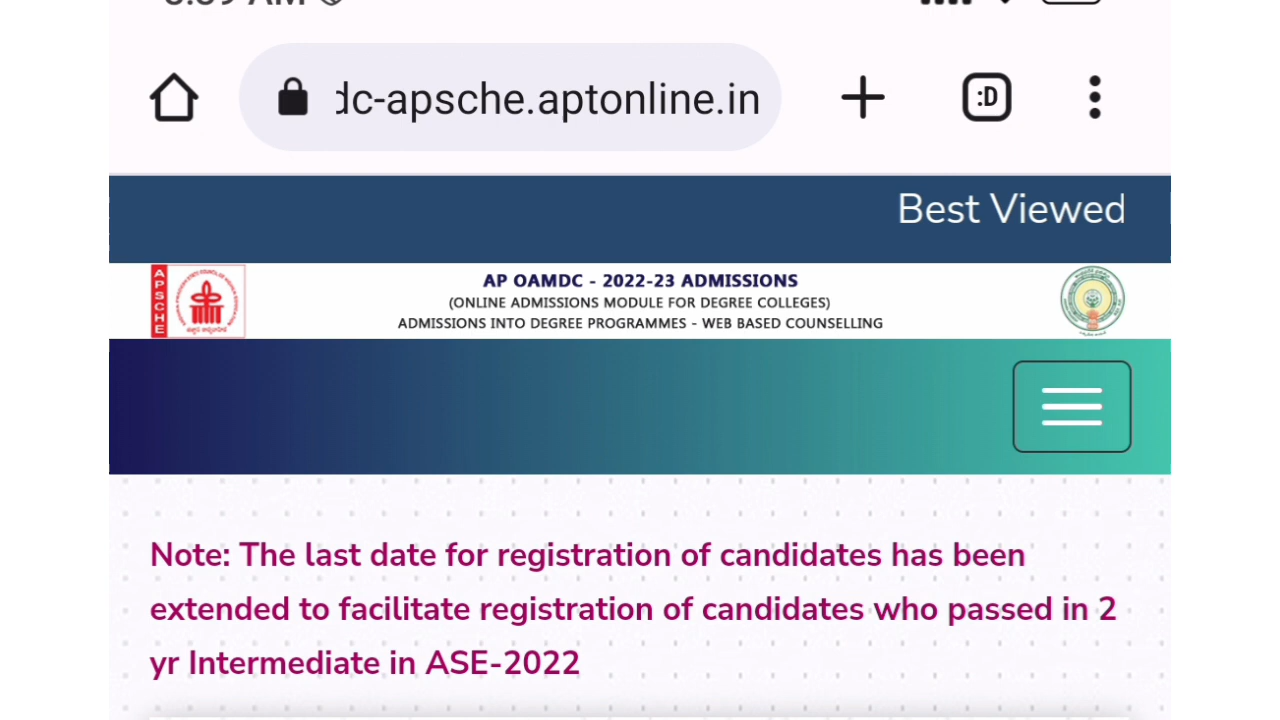 dc-apsche.aptonline.in
:D
Best Viewed
APSCHE
AP OAMDC - 2022-23 ADMISSIONS
(ONLINE ADMISSIONS MODULE FOR DEGREE COLLEGES)
ADMISSIONS INTO DEGREE PROGRAMMES - WEB BASED COUNSELLING
Note: The last date for registration of candidates has been
extended to facilitate registration of candidates who passed in 2
yr Intermediate in ASE-2022